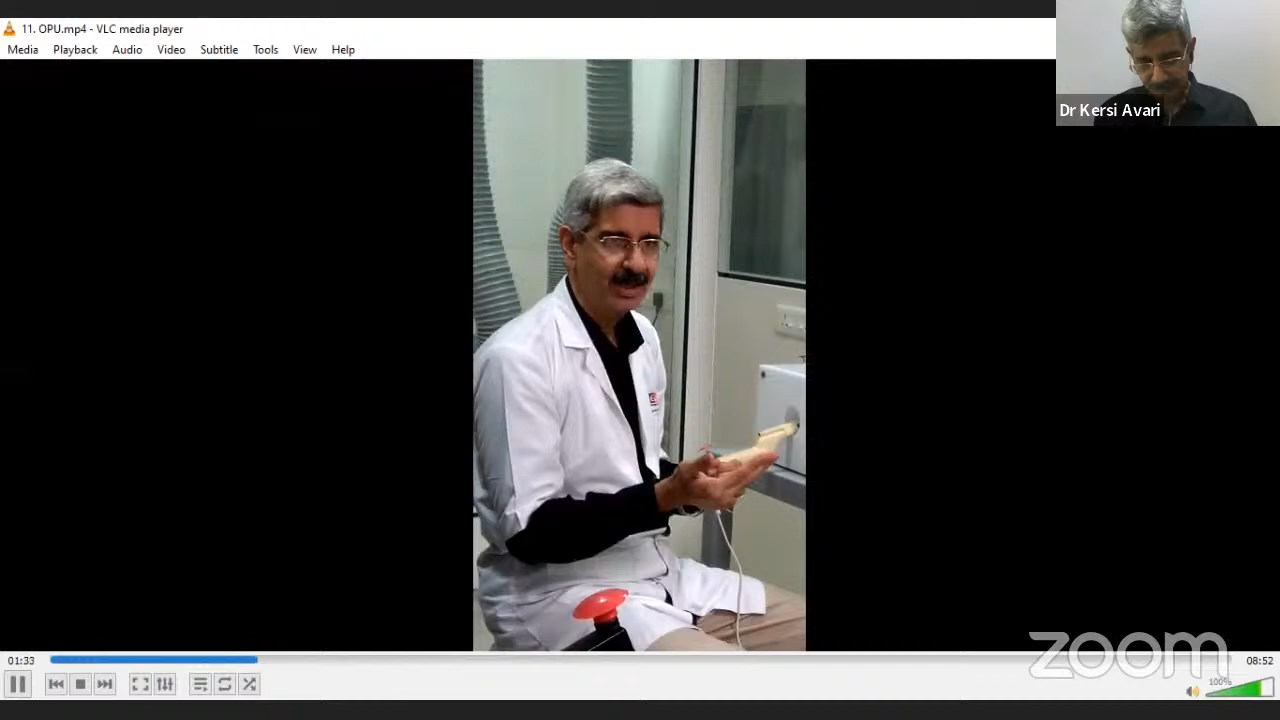 11. OPU.mp4 - VLC media player
Media Playback Audio Video Subtitle Tools View Help
Dr Kersi Avari
zoom
01:33
08:52
100%